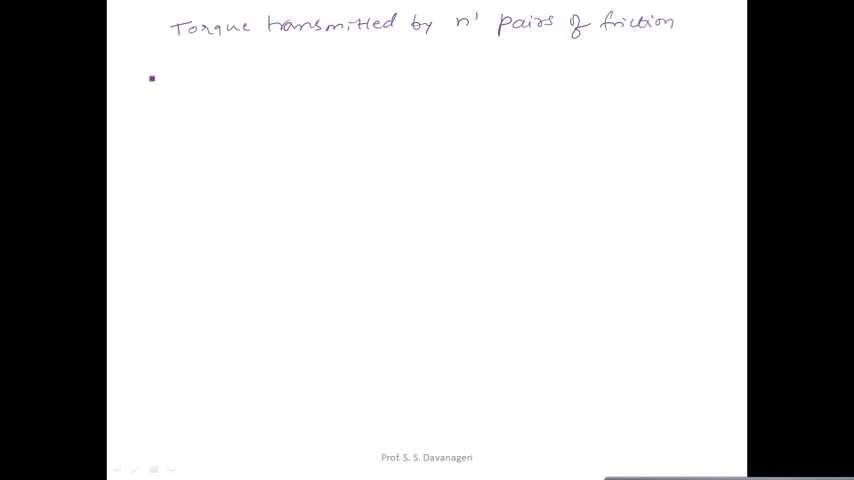 Torque transmitted by n' pairs of friction
Prof. S. S. Davanageri